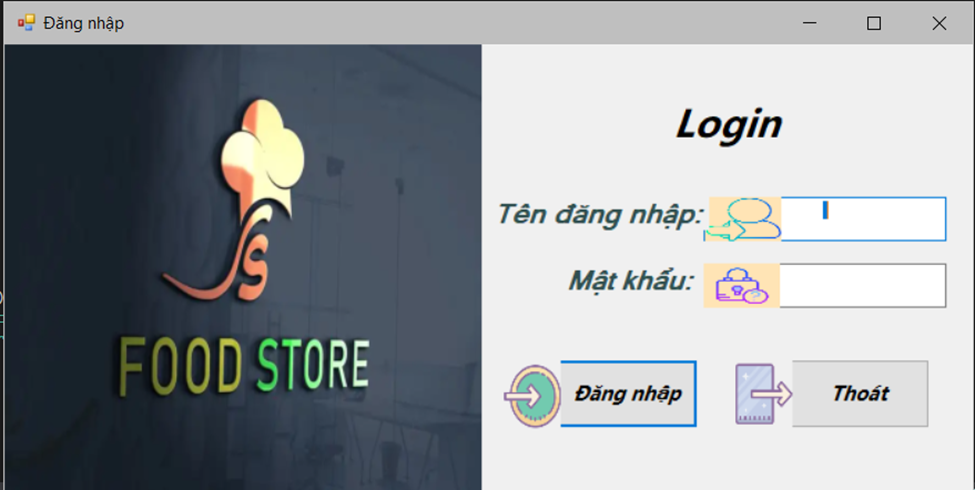 Đăng nhập
FOOD STORE
Login
Tên đăng nhập:
Mật khẩu:
Đăng nhập
Thoát